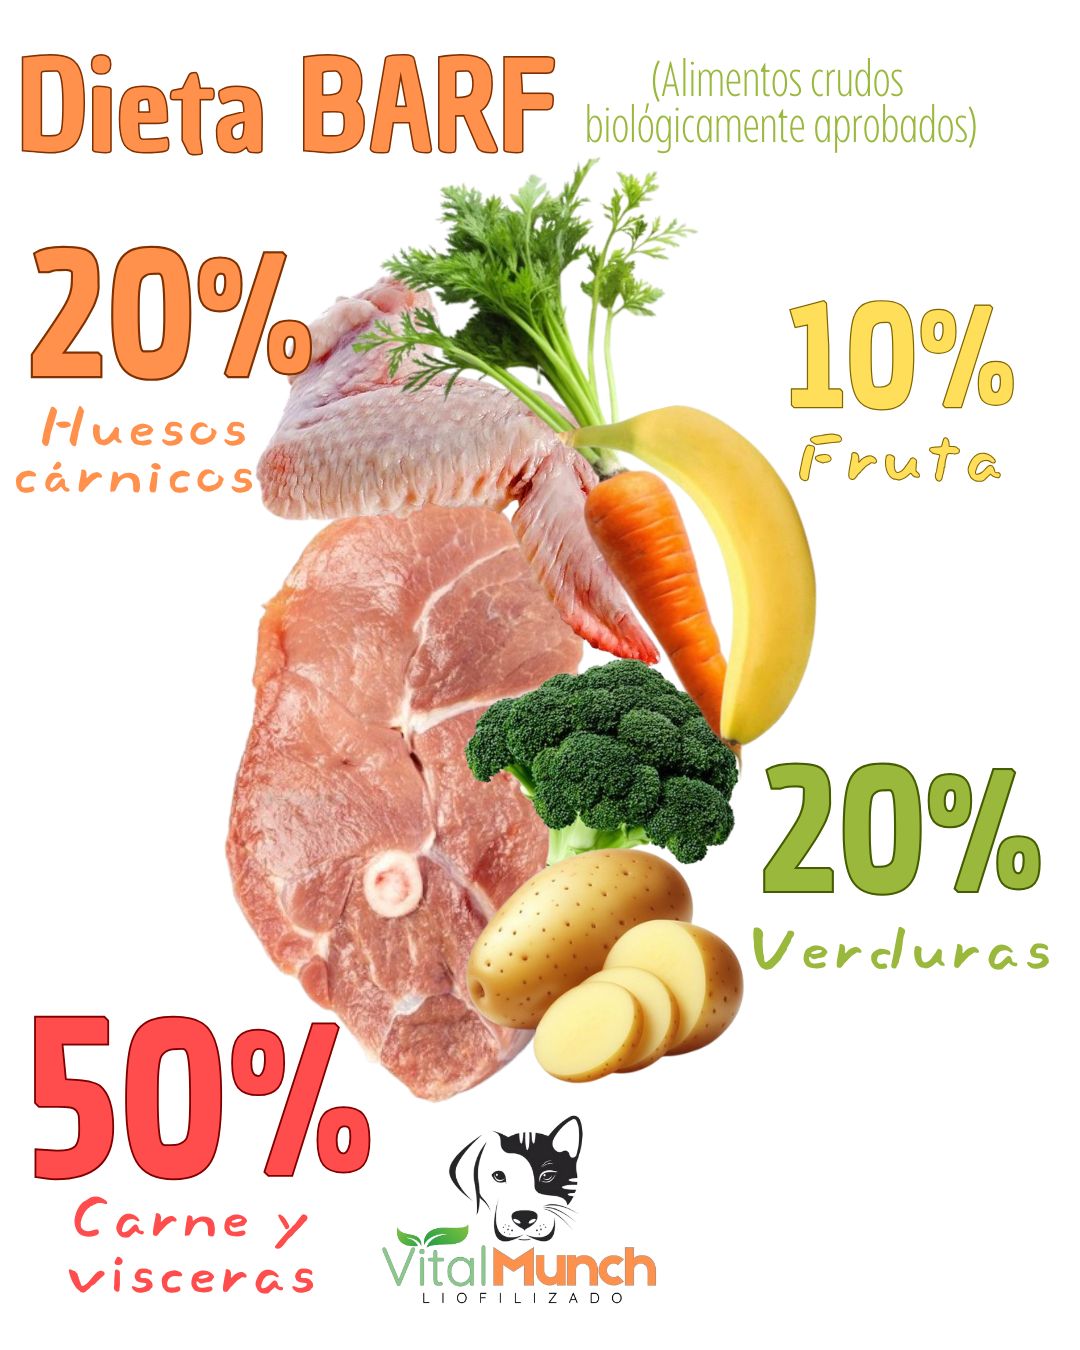 Dieta BARF
(Alimentos crudos
biológicamente aprobados)
20%
Huesos
cárnicos
10%
Fruta
20%
Verduras
50%
Carne y
visceras
VitalMunch
LIOFILIZADO